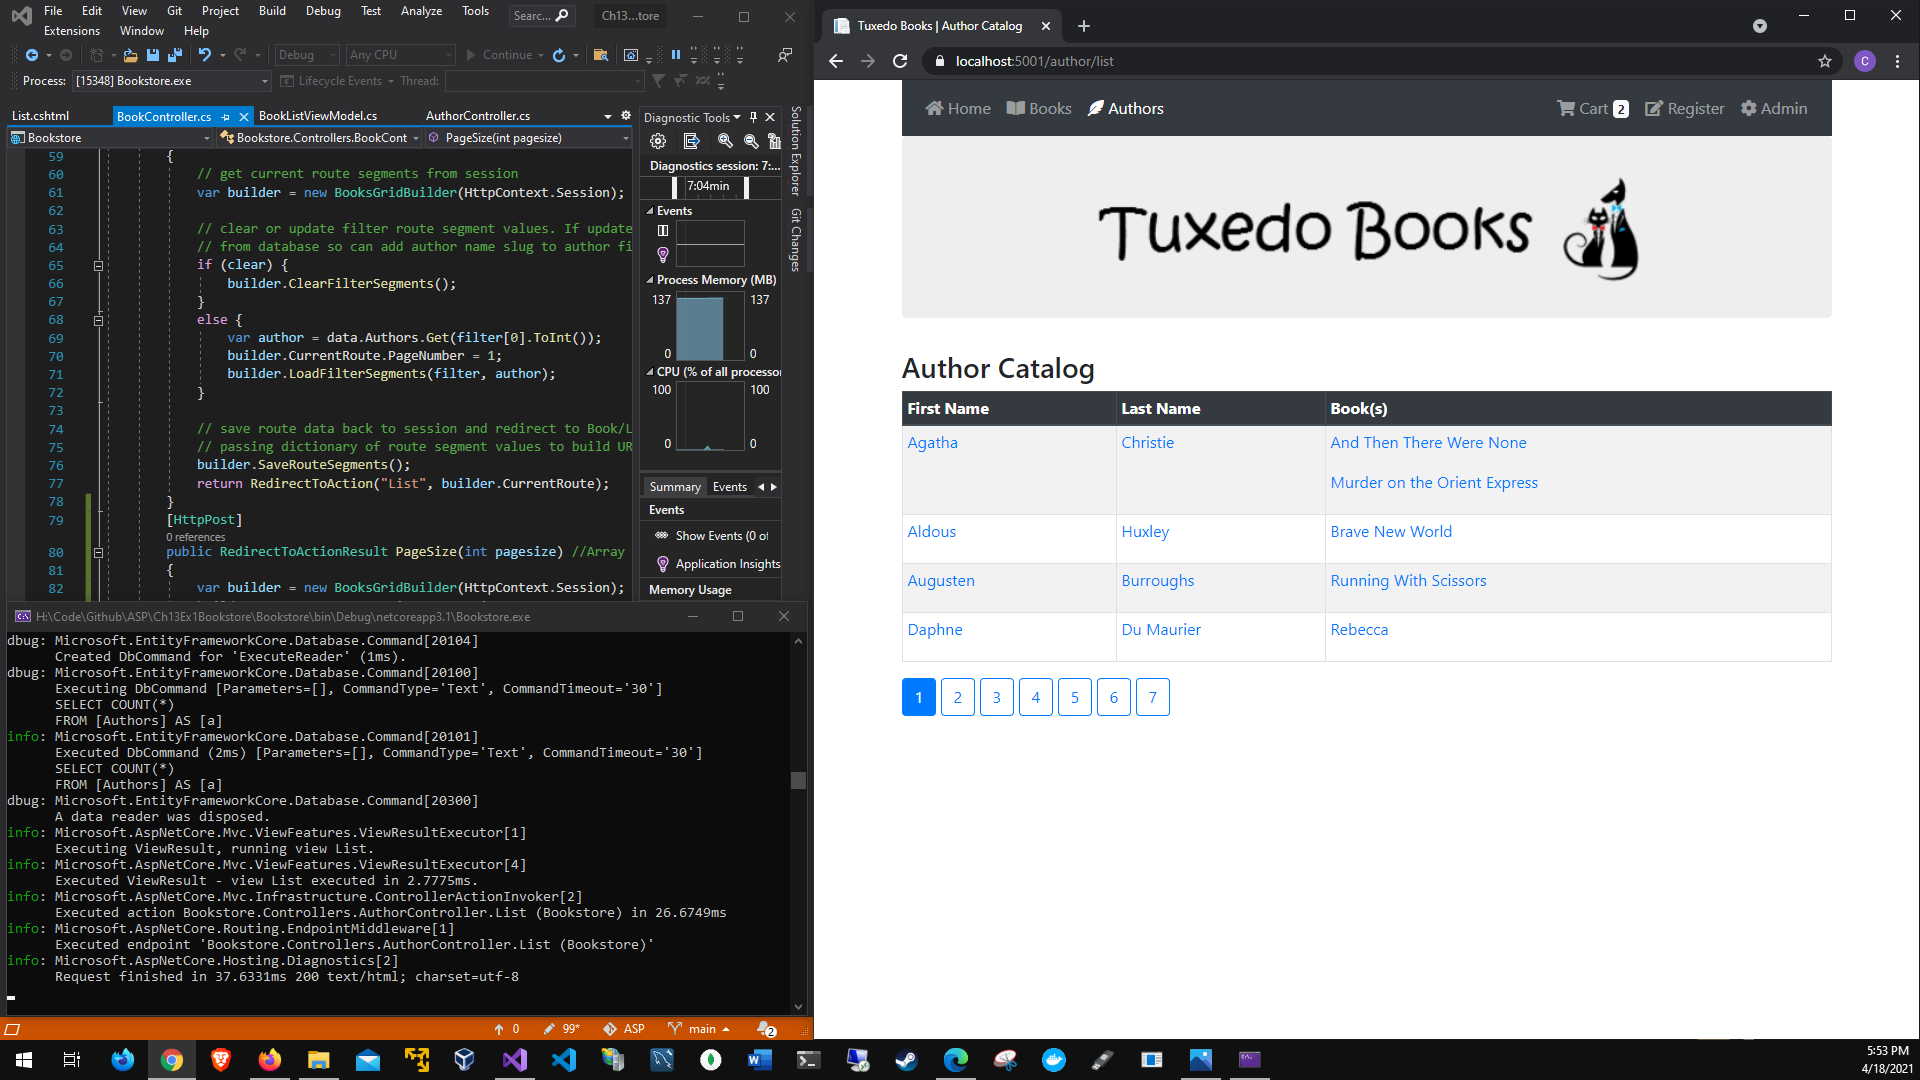 File Edit View Git Project Build Debug Test Analyze Tools Searc... Ch13...tore
Extensions Window Help
Debug Any CPU Continue
Process: [15348] Bookstore.exe Lifecycle Events Thread:
List.cshtml BookController.cs BookListViewModel.cs AuthorController.cs
Bookstore Bookstore.Controllers.BookCont PageSize(int pagesize)
59 {
60 // get current route segments from session
61 var builder = new BooksGridBuilder(HttpContext.Session);
62
63 // clear or update filter route segment values. If update
64 // from database so can add author name slug to author fi
65 if (clear) {
66 builder.ClearFilterSegments();
67 }
68 else {
69 var author = data.Authors.Get(filter[0].ToInt());
70 builder.CurrentRoute.PageNumber = 1;
71 builder.LoadFilterSegments(filter, author);
72 }
73
74 // save route data back to session and redirect to Book/L
75 // passing dictionary of route segment values to build UR
76 builder.SaveRouteSegments();
77 return RedirectToAction("List", builder.CurrentRoute);
78 }
79 [HttpPost]
0 references
80 public RedirectToActionResult PageSize(int pagesize) //Array
81 {
82 var builder = new BooksGridBuilder(HttpContext.Session);
Diagnostic Tools
Diagnostics session: 7:...
7:04min
Events
Process Memory (MB)
137 137
0 0
CPU (% of all processor
100 100
0 0
Summary Events
Events
Show Events (0 of
Application Insights
Memory Usage
Solution Explorer
Git Changes
H:\Code\Github\ASP\Ch13Ex1Bookstore\Bookstore\bin\Debug\netcoreapp3.1\Bookstore.exe
dbug: Microsoft.EntityFrameworkCore.Database.Command[20104]
Created DbCommand for 'ExecuteReader' (1ms).
dbug: Microsoft.EntityFrameworkCore.Database.Command[20100]
Executing DbCommand [Parameters=[], CommandType='Text', CommandTimeout='30']
SELECT COUNT(*)
FROM [Authors] AS [a]
info: Microsoft.EntityFrameworkCore.Database.Command[20101]
Executed DbCommand (2ms) [Parameters=[], CommandType='Text', CommandTimeout='30']
SELECT COUNT(*)
FROM [Authors] AS [a]
dbug: Microsoft.EntityFrameworkCore.Database.Command[20300]
A data reader was disposed.
info: Microsoft.AspNetCore.Mvc.ViewFeatures.ViewResultExecutor[1]
Executing ViewResult, running view List.
info: Microsoft.AspNetCore.Mvc.ViewFeatures.ViewResultExecutor[4]
Executed ViewResult - view List executed in 2.7775ms.
info: Microsoft.AspNetCore.Mvc.Infrastructure.ControllerActionInvoker[2]
Executed action Bookstore.Controllers.AuthorController.List (Bookstore) in 26.6749ms
info: Microsoft.AspNetCore.Routing.EndpointMiddleware[1]
Executed endpoint 'Bookstore.Controllers.AuthorController.List (Bookstore)'
info: Microsoft.AspNetCore.Hosting.Diagnostics[2]
Request finished in 37.6331ms 200 text/html; charset=utf-8
0 99* ASP main 2
Tuxedo Books | Author Catalog
localhost:5001/author/list C
Home Books Authors Cart 2 Register Admin
Tuxedo Books
Author Catalog
First Name Last Name Book(s)
Agatha Christie And Then There Were None
Murder on the Orient Express
Aldous Huxley Brave New World
Augusten Burroughs Running With Scissors
Daphne Du Maurier Rebecca
1 2 3 4 5 6 7
5:53 PM
4/18/2021